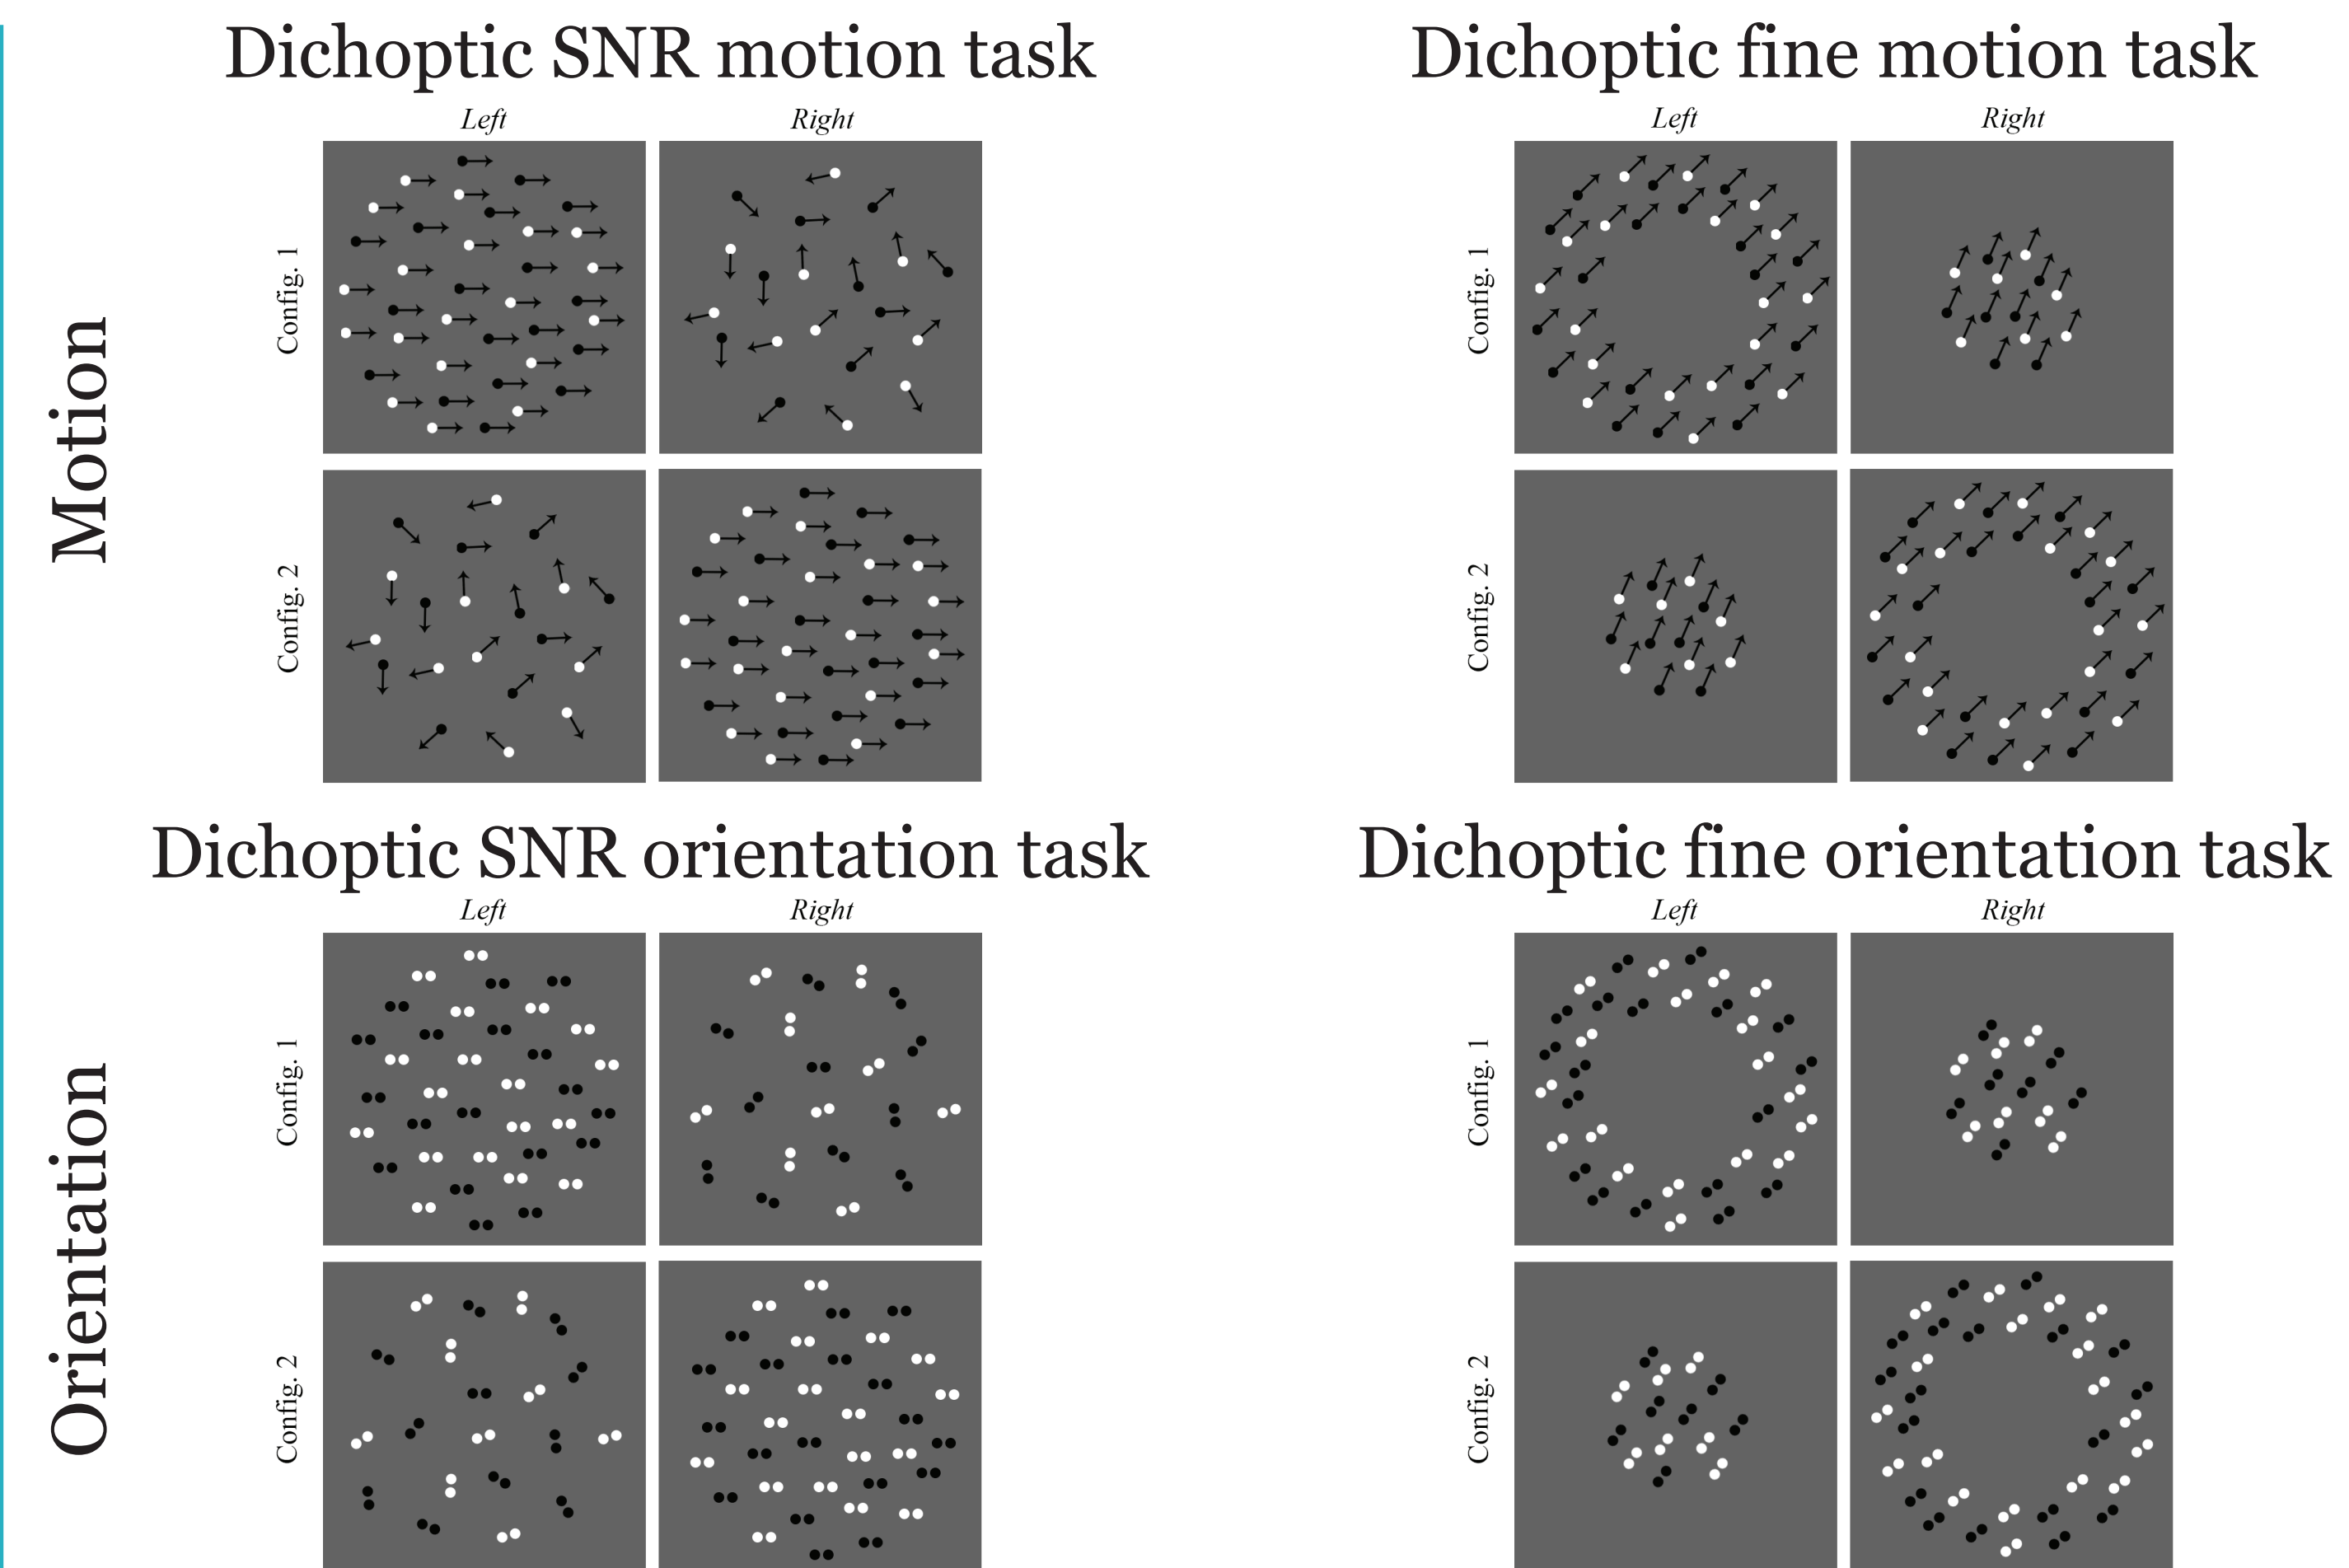 Dichoptic SNR motion task
Dichoptic fine motion task
Left
Right
Left
Right
Motion
Config. 1
Config. 1
Config. 2
Config. 2
Dichoptic SNR orientation task
Dichoptic fine orientation task
Left
Right
Left
Right
Orientation
Config. 1
Config. 1
Config. 2
Config. 2